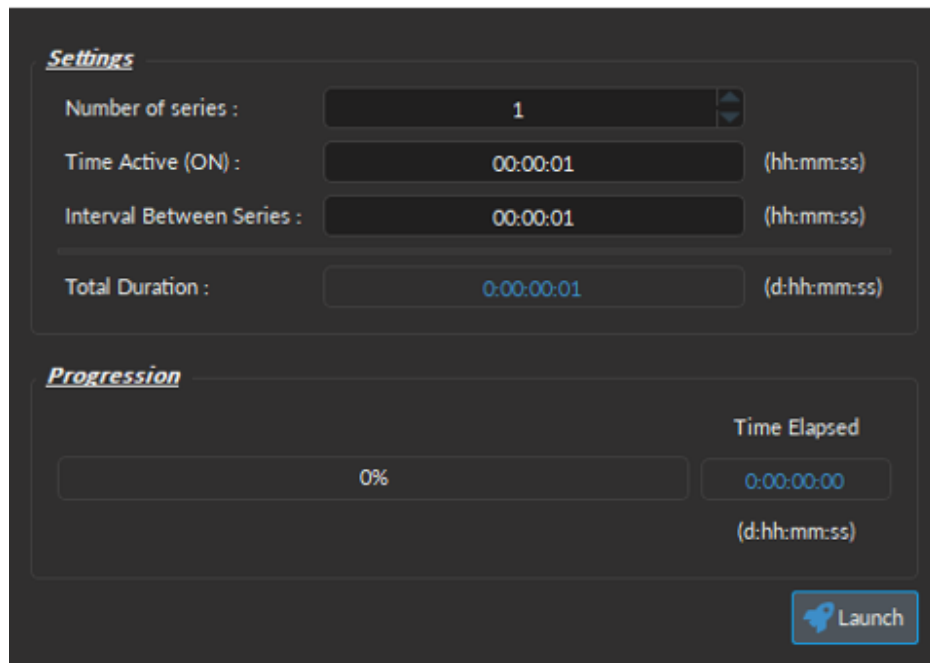 Settings
Number of series : 1
Time Active (ON) : 00:00:01 (hh:mm:ss)
Interval Between Series : 00:00:01 (hh:mm:ss)
Total Duration : 0:00:00:01 (d:hh:mm:ss)
Progression
Time Elapsed
0% 0:00:00:00
(d:hh:mm:ss)
Launch